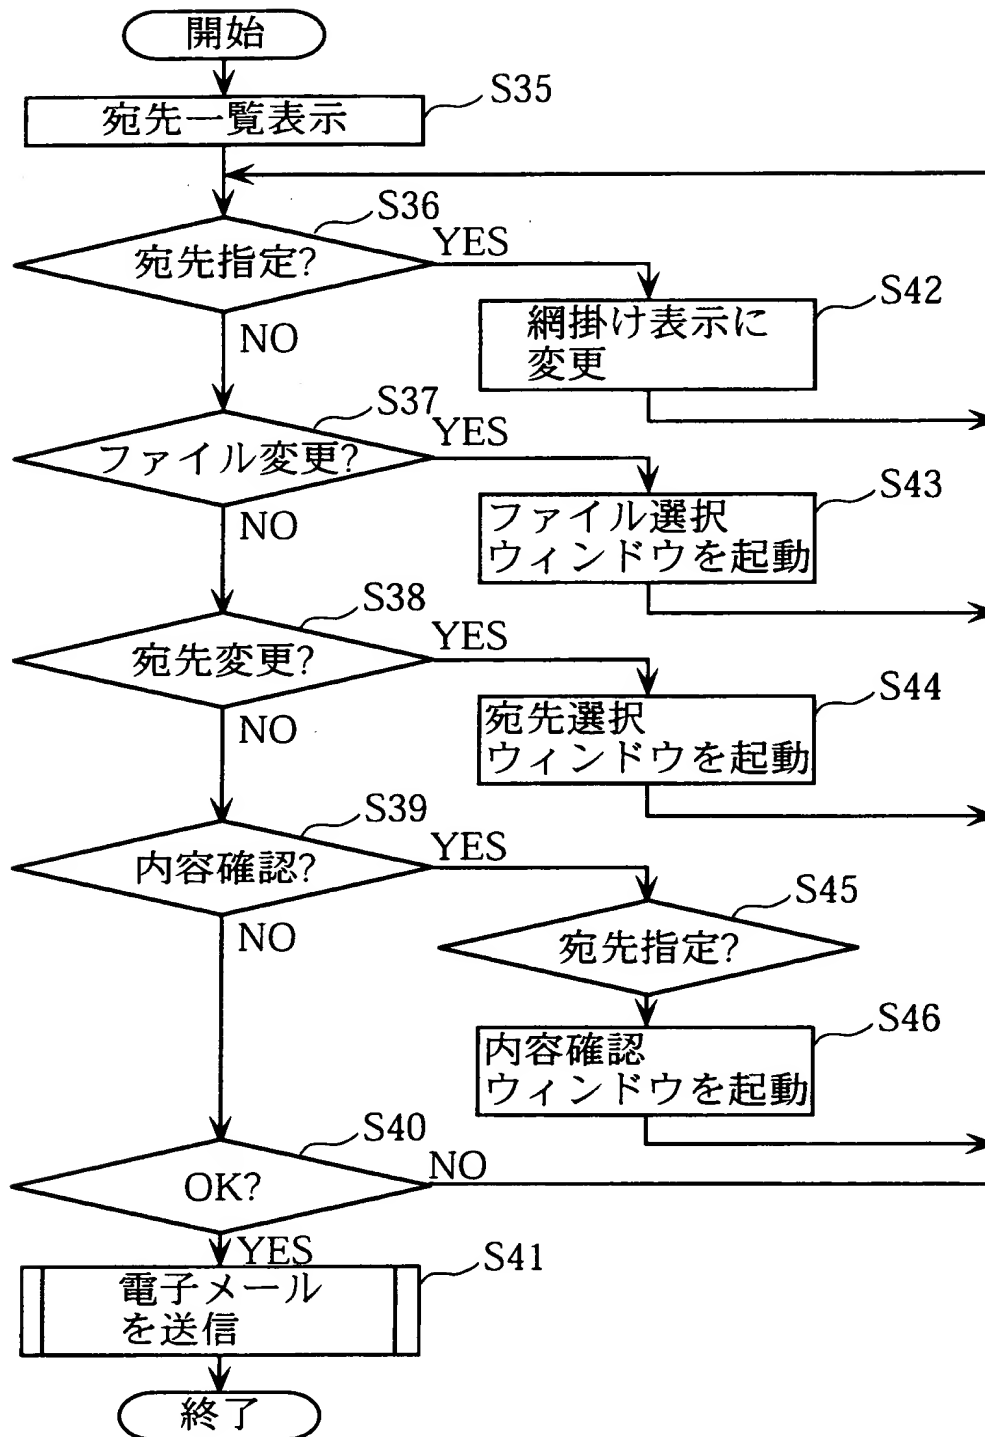 開始
宛先一覧表示
S35
S36
宛先指定?
YES
NO
S42
網掛け表示に
変更
S37
ファイル変更?
YES
NO
S43
ファイル選択
ウィンドウを起動
S38
宛先変更?
YES
NO
S44
宛先選択
ウィンドウを起動
S39
内容確認?
YES
NO
S45
宛先指定?
S46
内容確認
ウィンドウを起動
S40
OK?
NO
YES
S41
電子メール
を送信
終了